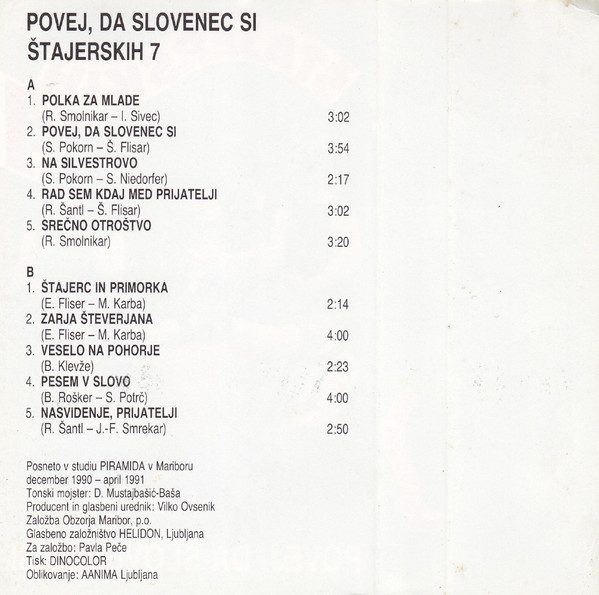 POVEJ, DA SLOVENEC SI
ŠTAJERSKIH 7
A
1. POLKA ZA MLADE
(R. Smolnikar – I. Sivec) 3:02
2. POVEJ, DA SLOVENEC SI
(S. Pokorn – Š. Flisar) 3:54
3. NA SILVESTROVO
(S. Pokorn – S. Niedorfer) 2:17
4. RAD SEM KDAJ MED PRIJATELJI
(R. Šantl – Š. Flisar) 3:02
5. SREČNO OTROŠTVO
(R. Smolnikar) 3:20
B
1. ŠTAJERC IN PRIMORKA
(E. Fliser – M. Karba) 2:14
2. ZARJA ŠTEVERJANA
(E. Fliser – M. Karba) 4:00
3. VESELO NA POHORJE
(B. Klevže) 2:23
4. PESEM V SLOVO
(B. Rošker – S. Potrč) 4:00
5. NASVIDENJE, PRIJATELJI
(R. Šantl – J.-F. Smrekar) 2:50
Posneto v studiu PIRAMIDA v Mariboru
december 1990 – april 1991
Tonski mojster: D. Mustajbašić-Baša
Producent in glasbeni urednik: Vilko Ovsenik
Založba Obzorja Maribor, p.o.
Glasbeno založništvo HELIDON, Ljubljana
Za založbo: Pavla Peče
Tisk: DINOCOLOR
Oblikovanje: AANIMA Ljubljana